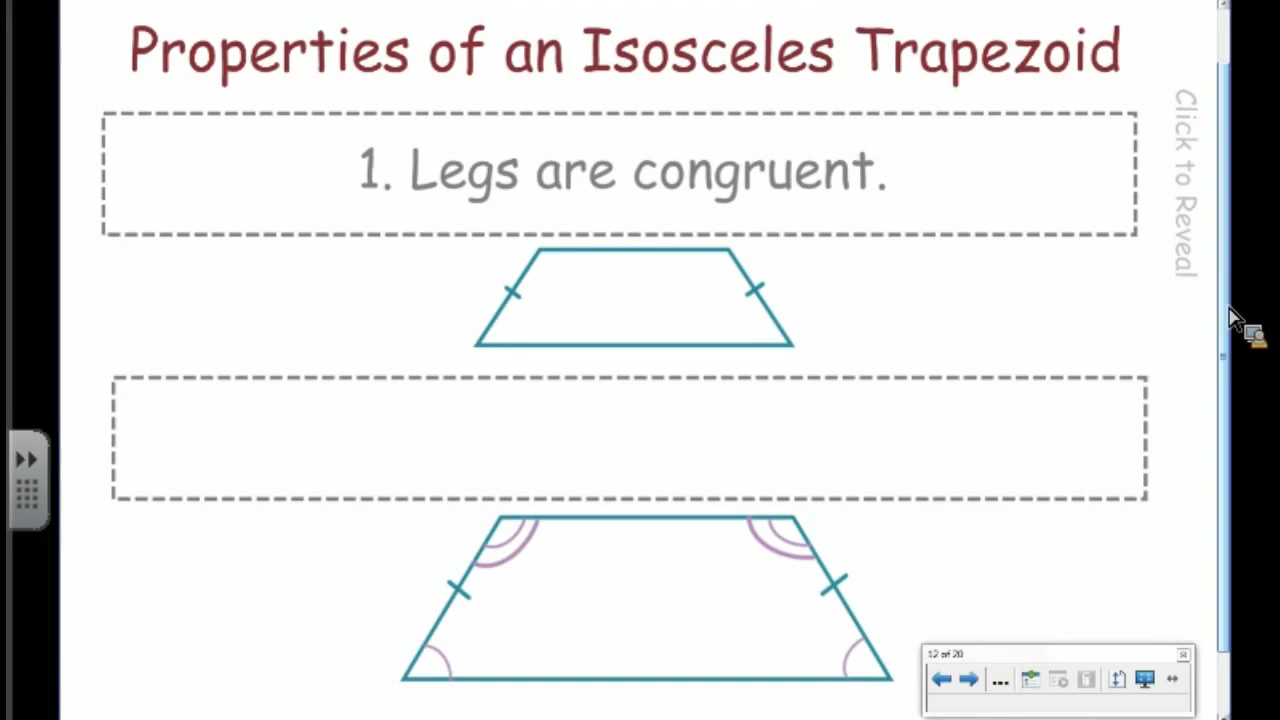 Properties of an Isosceles Trapezoid
Click to Reveal
1. Legs are congruent.
12 of 20